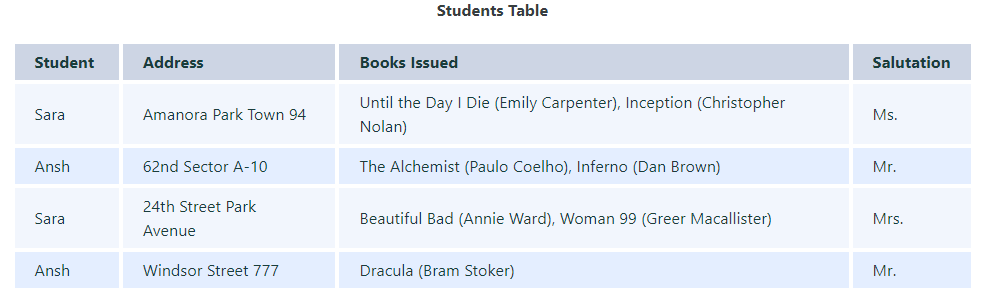 Students Table
Student Address Books Issued Salutation
Sara Amanora Park Town 94 Until the Day I Die (Emily Carpenter), Inception (Christopher
Nolan) Ms.
Ansh 62nd Sector A-10 The Alchemist (Paulo Coelho), Inferno (Dan Brown) Mr.
Sara 24th Street Park
Avenue Beautiful Bad (Annie Ward), Woman 99 (Greer Macallister) Mrs.
Ansh Windsor Street 777 Dracula (Bram Stoker) Mr.